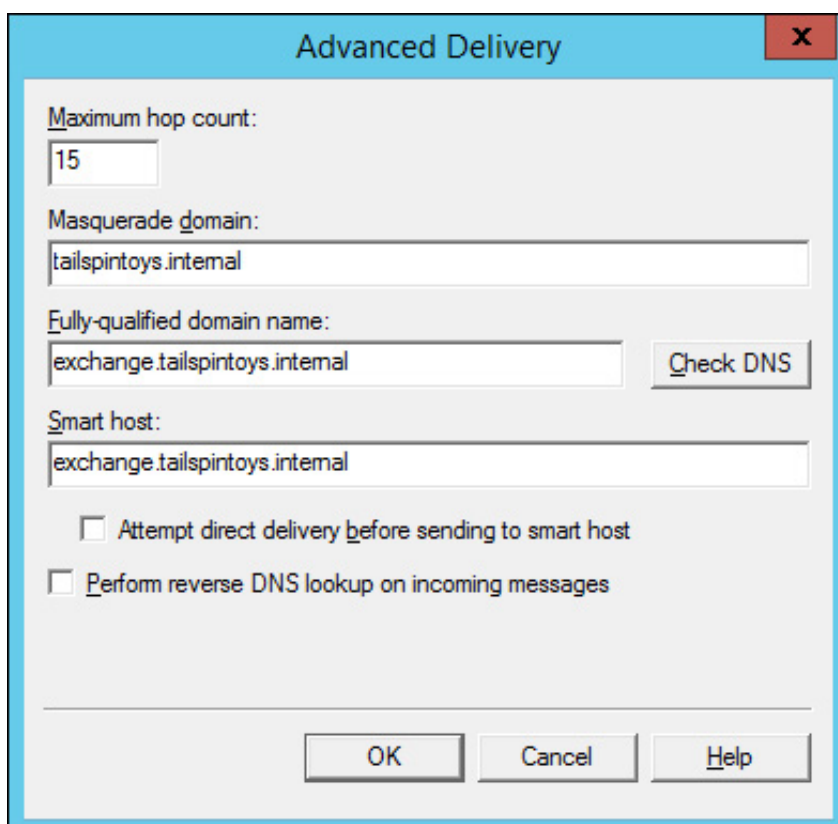 Advanced Delivery
x
Maximum hop count:
15
Masquerade domain:
tailspintoys.internal
Fully-qualified domain name:
exchange.tailspintoys.internal
Check DNS
Smart host:
exchange.tailspintoys.internal
Attempt direct delivery before sending to smart host
Perform reverse DNS lookup on incoming messages
OK Cancel Help